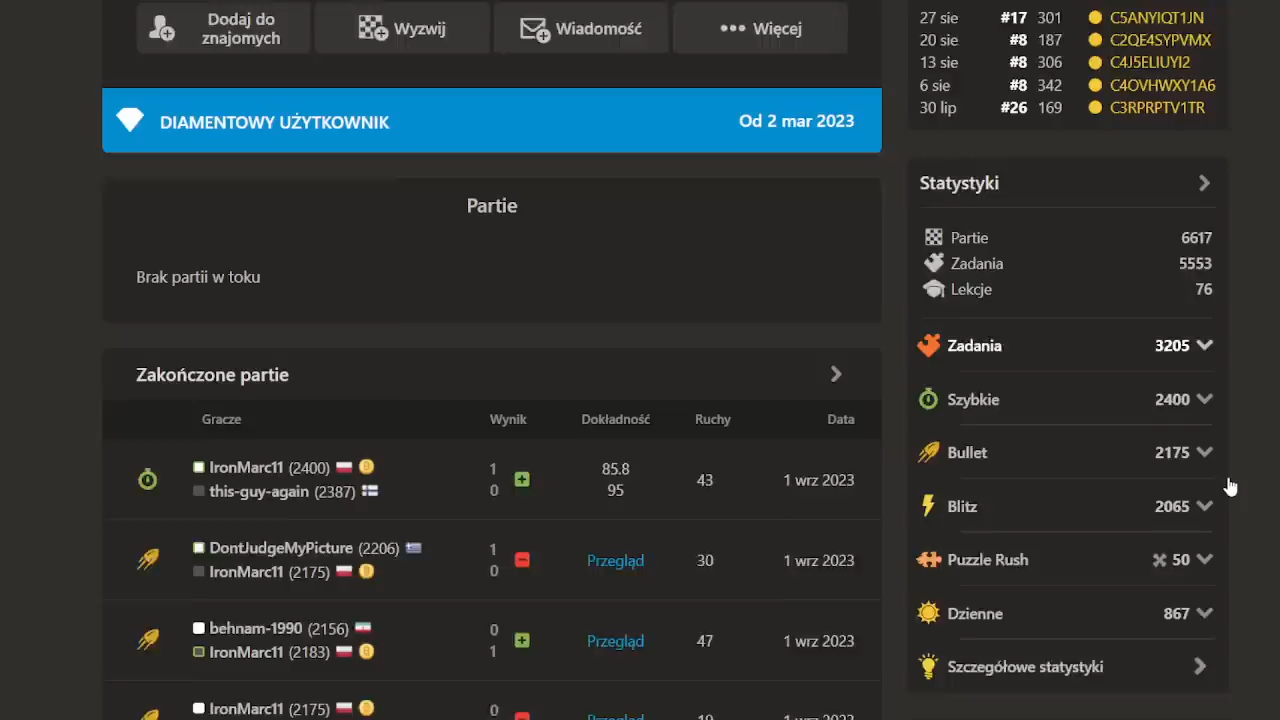 Dodaj do
znajomych
Wyzwij
Wiadomość
Więcej
DIAMENTOWY UŻYTKOWNIK
Od 2 mar 2023
Partie
Brak partii w toku
Zakończone partie
Gracze Wynik Dokładność Ruchy Data
IronMarc11 (2400) 1 85.8
this-guy-again (2387) 0 95
43 1 wrz 2023
DontJudgeMyPicture (2206) 1
IronMarc11 (2175) 0
Przegląd 30 1 wrz 2023
behnam-1990 (2156) 0
IronMarc11 (2183) 1
Przegląd 47 1 wrz 2023
IronMarc11 (2175) 0
Przegląd 19 1 wrz 2023
27 sie #17 301 C5ANYIQT1JN
20 sie #8 187 C2QE4SYPVMX
13 sie #8 306 C4J5ELIUYI2
6 sie #8 342 C4OVHWXY1A6
30 lip #26 169 C3RPRPTV1TR
Statystyki
Partie 6617
Zadania 5553
Lekcje 76
Zadania 3205
Szybkie 2400
Bullet 2175
Blitz 2065
Puzzle Rush 50
Dzienne 867
Szczegółowe statystyki